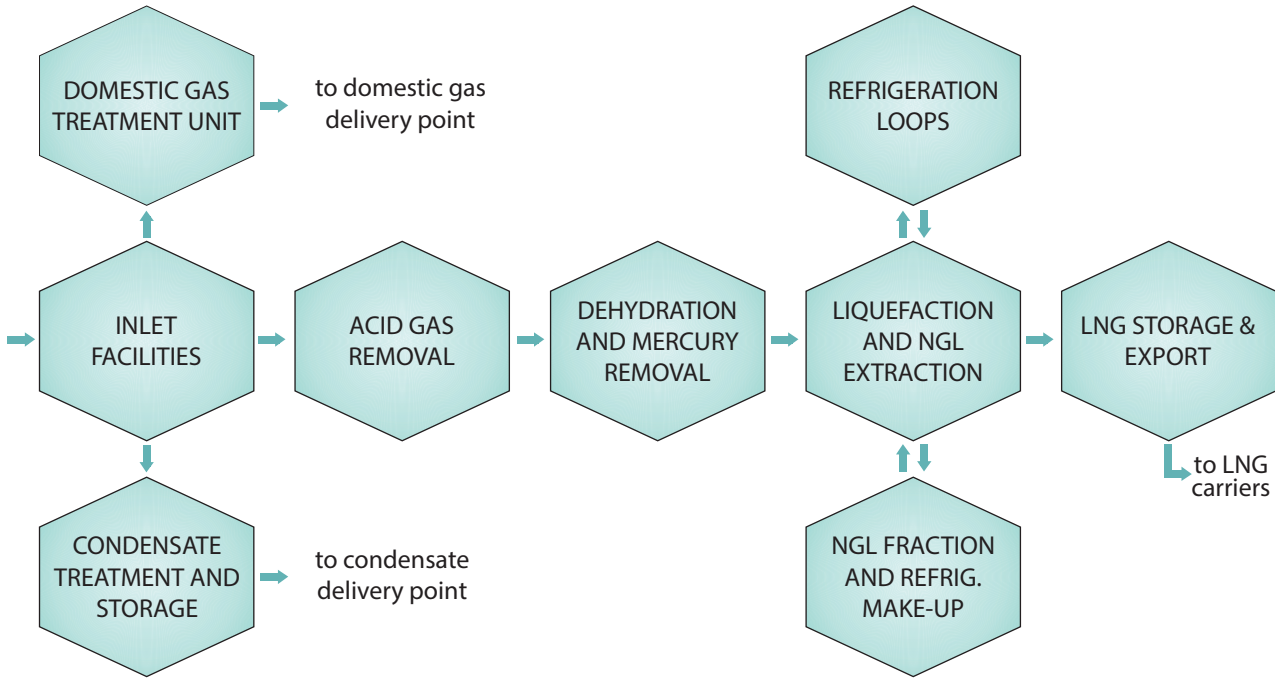 DOMESTIC GAS
TREATMENT UNIT
to domestic gas
delivery point
REFRIGERATION
LOOPS
INLET
FACILITIES
ACID GAS
REMOVAL
DEHYDRATION
AND MERCURY
REMOVAL
LIQUEFACTION
AND NGL
EXTRACTION
LNG STORAGE &
EXPORT
to LNG
carriers
CONDENSATE
TREATMENT AND
STORAGE
to condensate
delivery point
NGL FRACTION
AND REFRIG.
MAKE-UP